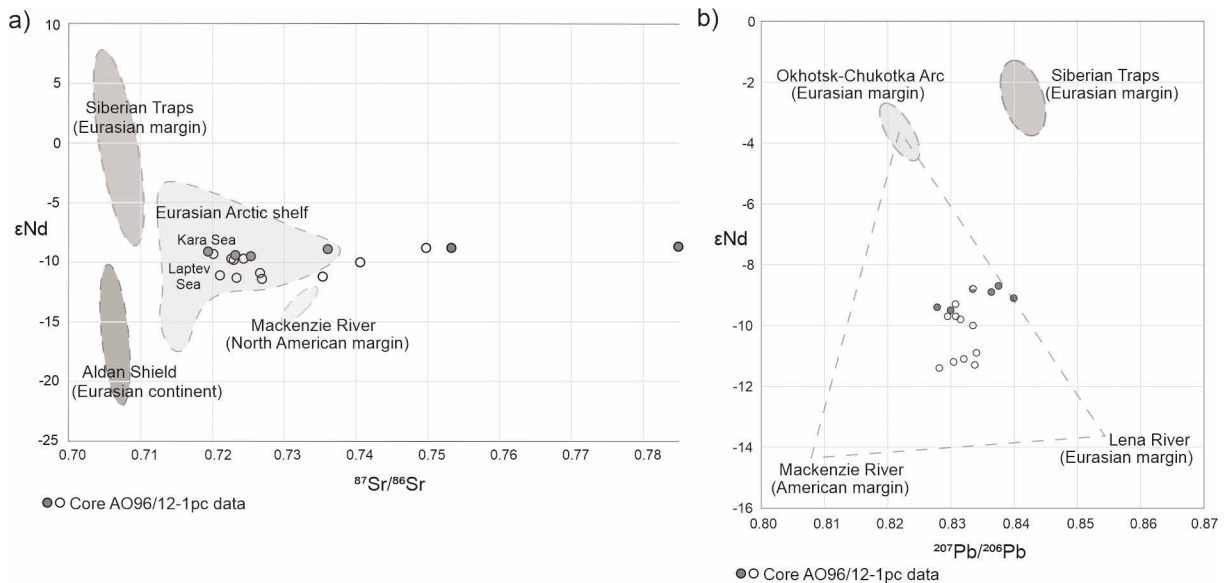 a)
10
5
0
-5
εNd
-10
-15
-20
-25
Siberian Traps
(Eurasian margin)
Eurasian Arctic shelf
Kara Sea
Laptev
Sea
Mackenzie River
(North American margin)
Aldan Shield
(Eurasian continent)
0.70 0.71 0.72 0.73 0.74 0.75 0.76 0.77 0.78
⁸⁷Sr/⁸⁶Sr
Core AO96/12-1pc data
b)
0
-2
-4
-6
εNd
-8
-10
-12
-14
-16
Okhotsk-Chukotka Arc
(Eurasian margin)
Siberian Traps
(Eurasian margin)
Lena River
(Eurasian margin)
Mackenzie River
(American margin)
0.80 0.81 0.82 0.83 0.84 0.85 0.86 0.87
²⁰⁷Pb/²⁰⁶Pb
Core AO96/12-1pc data